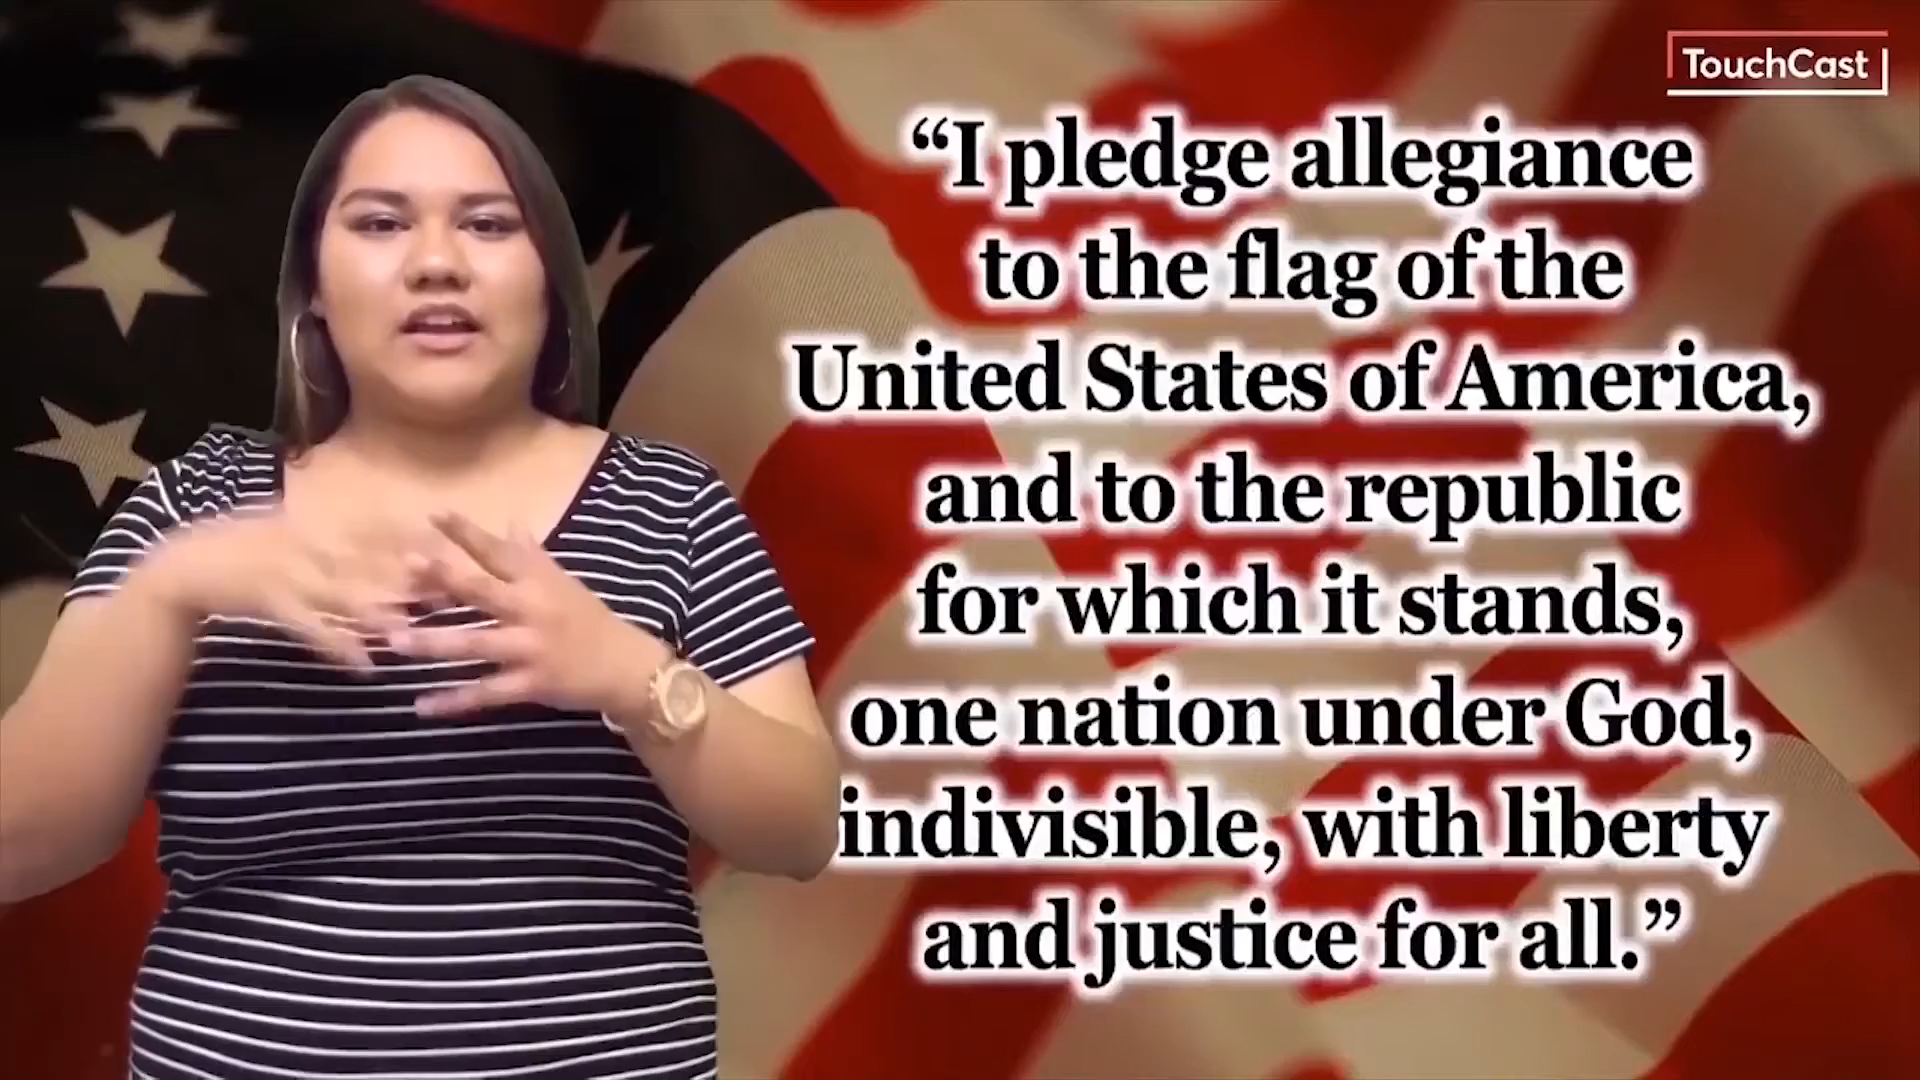 TouchCast
“I pledge allegiance
to the flag of the
United States of America,
and to the republic
for which it stands,
one nation under God,
indivisible, with liberty
and justice for all.”